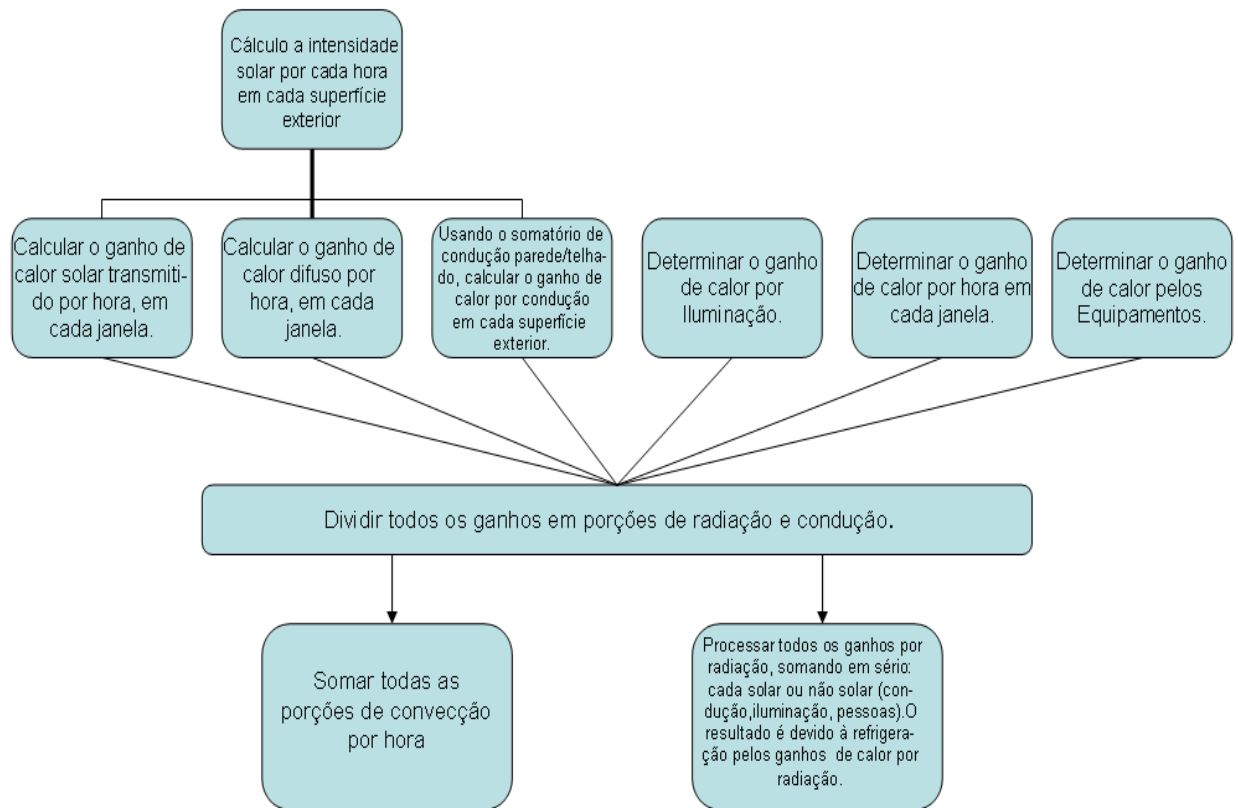 Cálculo a intensidade
solar por cada hora
em cada superfície
exterior
Calcular o ganho de
calor solar transmiti-
do por hora, em
cada janela.
Calcular o ganho de
calor difuso por
hora, em cada
janela.
Usando o somatório de
condução parede/telha-
do, calcular o ganho de
calor por condução
em cada superfície
exterior.
Determinar o ganho
de calor por
Iluminação.
Determinar o ganho
de calor por hora em
cada janela.
Determinar o ganho
de calor pelos
Equipamentos.
Dividir todos os ganhos em porções de radiação e condução.
Somar todas as
porções de convecção
por hora
Processar todos os ganhos por
radiação, somando em sério:
cada solar ou não solar (con-
dução,iluminação, pessoas).O
resultado é devido à refrigera-
ção pelos ganhos de calor por
radiação.